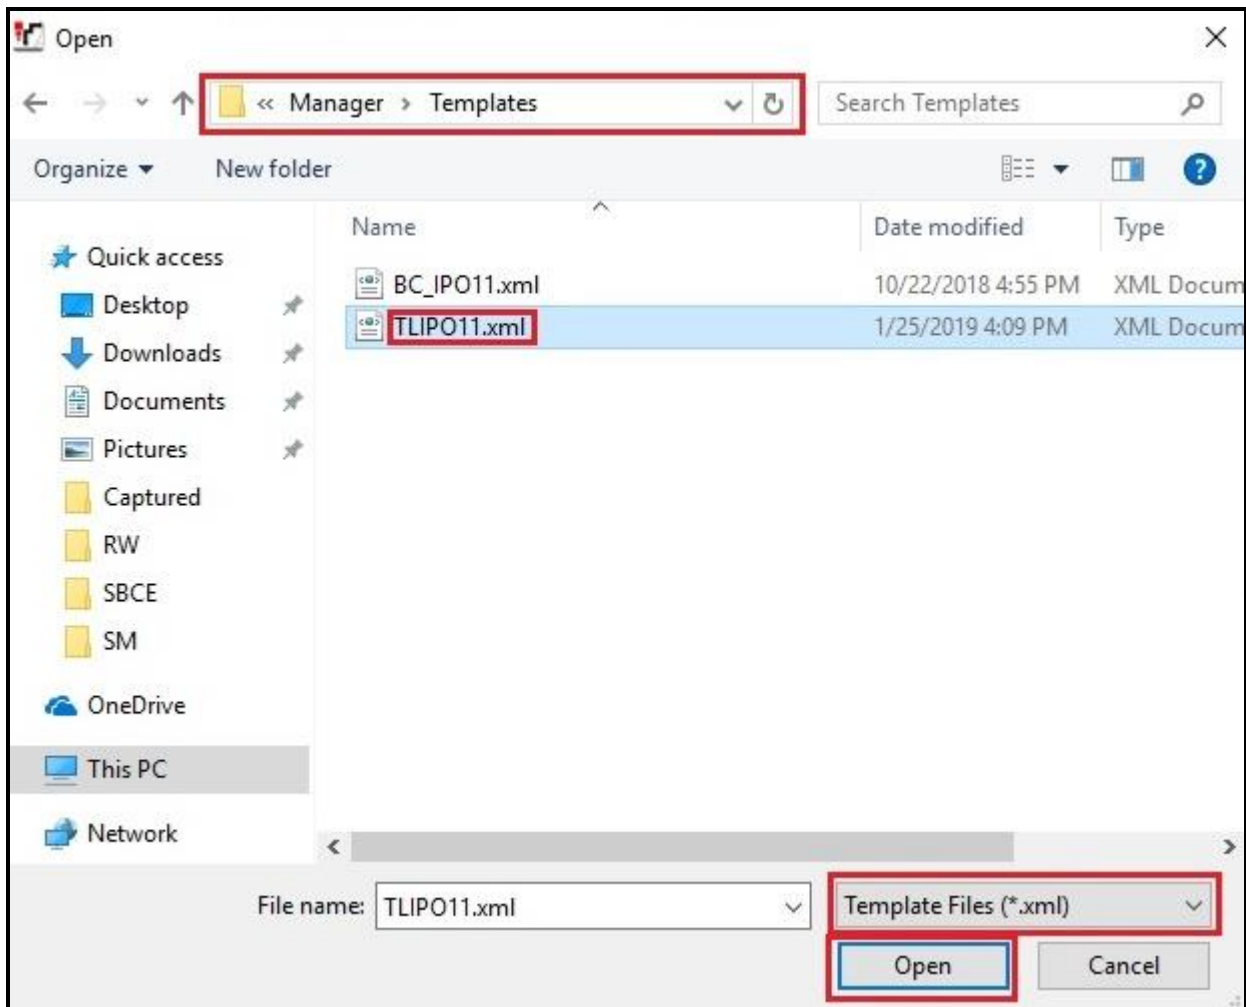 Open
« Manager > Templates
Search Templates
Organize
New folder
Name
Date modified
Type
Quick access
Desktop
Downloads
Documents
Pictures
Captured
RW
SBCE
SM
OneDrive
This PC
Network
BC_IPO11.xml 10/22/2018 4:55 PM XML Docum
TLIPO11.xml 1/25/2019 4:09 PM XML Docum
File name: TLIPO11.xml
Template Files (*.xml)
Open
Cancel